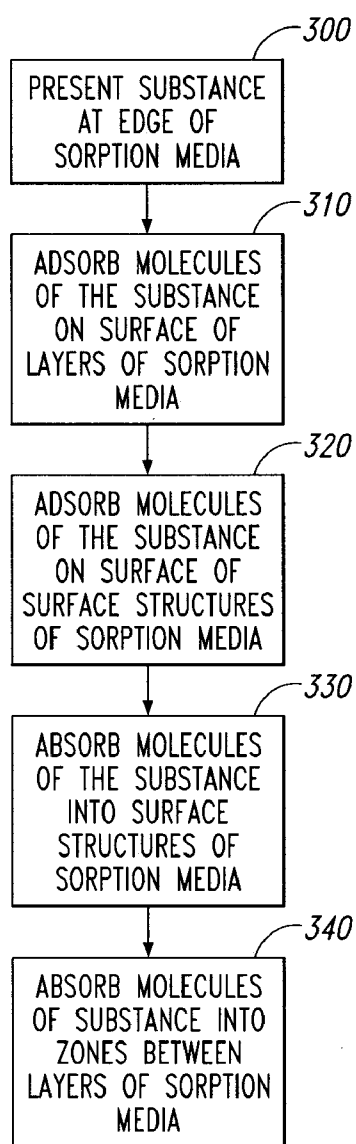 300
PRESENT SUBSTANCE
AT EDGE OF
SORPTION MEDIA
310
ADSORB MOLECULES
OF THE SUBSTANCE
ON SURFACE OF
LAYERS OF SORPTION
MEDIA
320
ADSORB MOLECULES
OF THE SUBSTANCE
ON SURFACE OF
SURFACE STRUCTURES
OF SORPTION MEDIA
330
ABSORB MOLECULES
OF THE SUBSTANCE
INTO SURFACE
STRUCTURES OF
SORPTION MEDIA
340
ABSORB MOLECULES
OF SUBSTANCE INTO
ZONES BETWEEN
LAYERS OF SORPTION
MEDIA